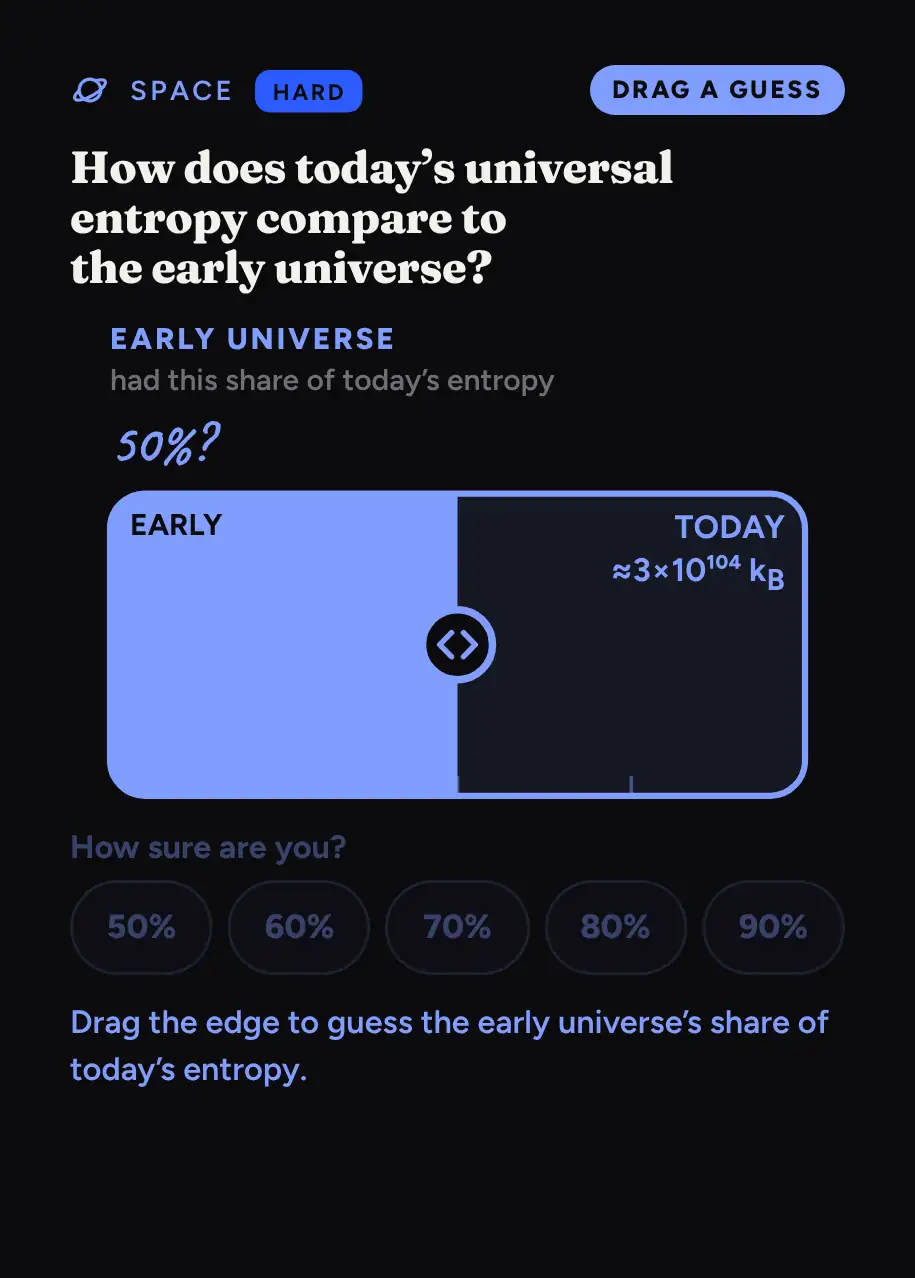 SPACE HARD DRAG A GUESS
How does today’s universal
entropy compare to
the early universe?
EARLY UNIVERSE
had this share of today’s entropy
50%?
EARLY
TODAY
≈3×10¹⁰⁴ k_B
How sure are you?
50% 60% 70% 80% 90%
Drag the edge to guess the early universe’s share of
today’s entropy.